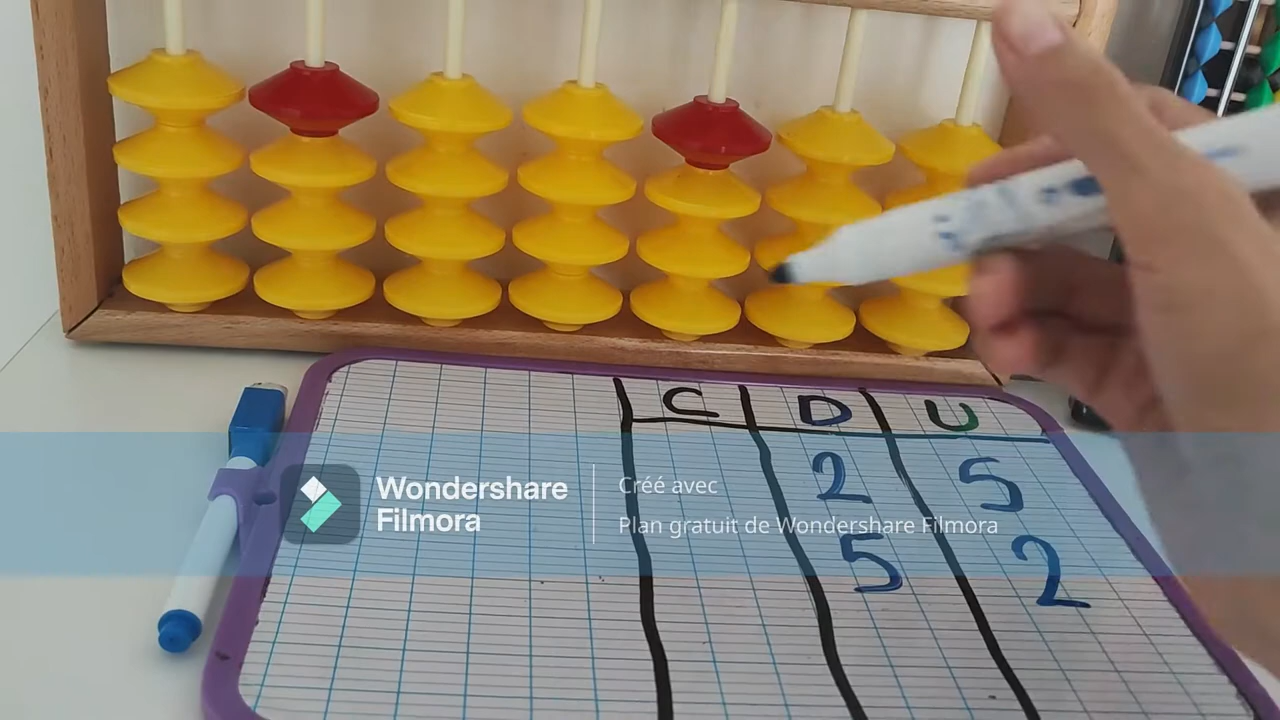 C D U
2 5
5 2
Wondershare
Filmora
Créé avec
Plan gratuit de Wondershare Filmora